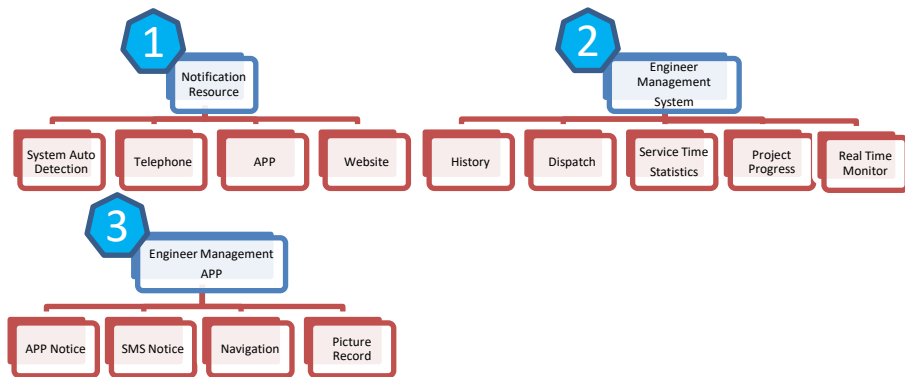 1
Notification
Resource
System Auto
Detection
Telephone
APP
Website
2
Engineer
Management
System
History
Dispatch
Service Time
Statistics
Project
Progress
Real Time
Monitor
3
Engineer Management
APP
APP Notice
SMS Notice
Navigation
Picture
Record